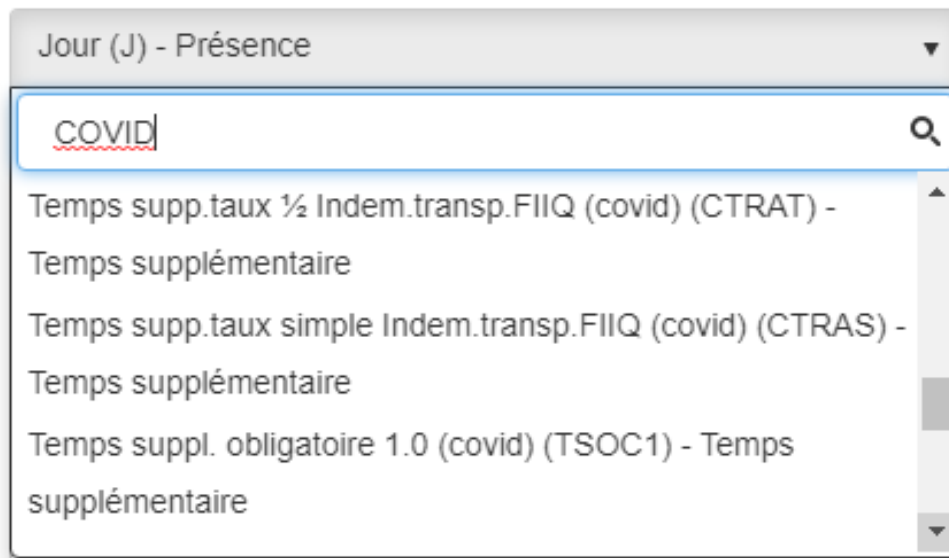 Jour (J) - Présence
COVID
Temps supp.taux ½ Indem.transp.FIIQ (covid) (CTRAT) -
Temps supplémentaire
Temps supp.taux simple Indem.transp.FIIQ (covid) (CTRAS) -
Temps supplémentaire
Temps suppl. obligatoire 1.0 (covid) (TSOC1) - Temps
supplémentaire